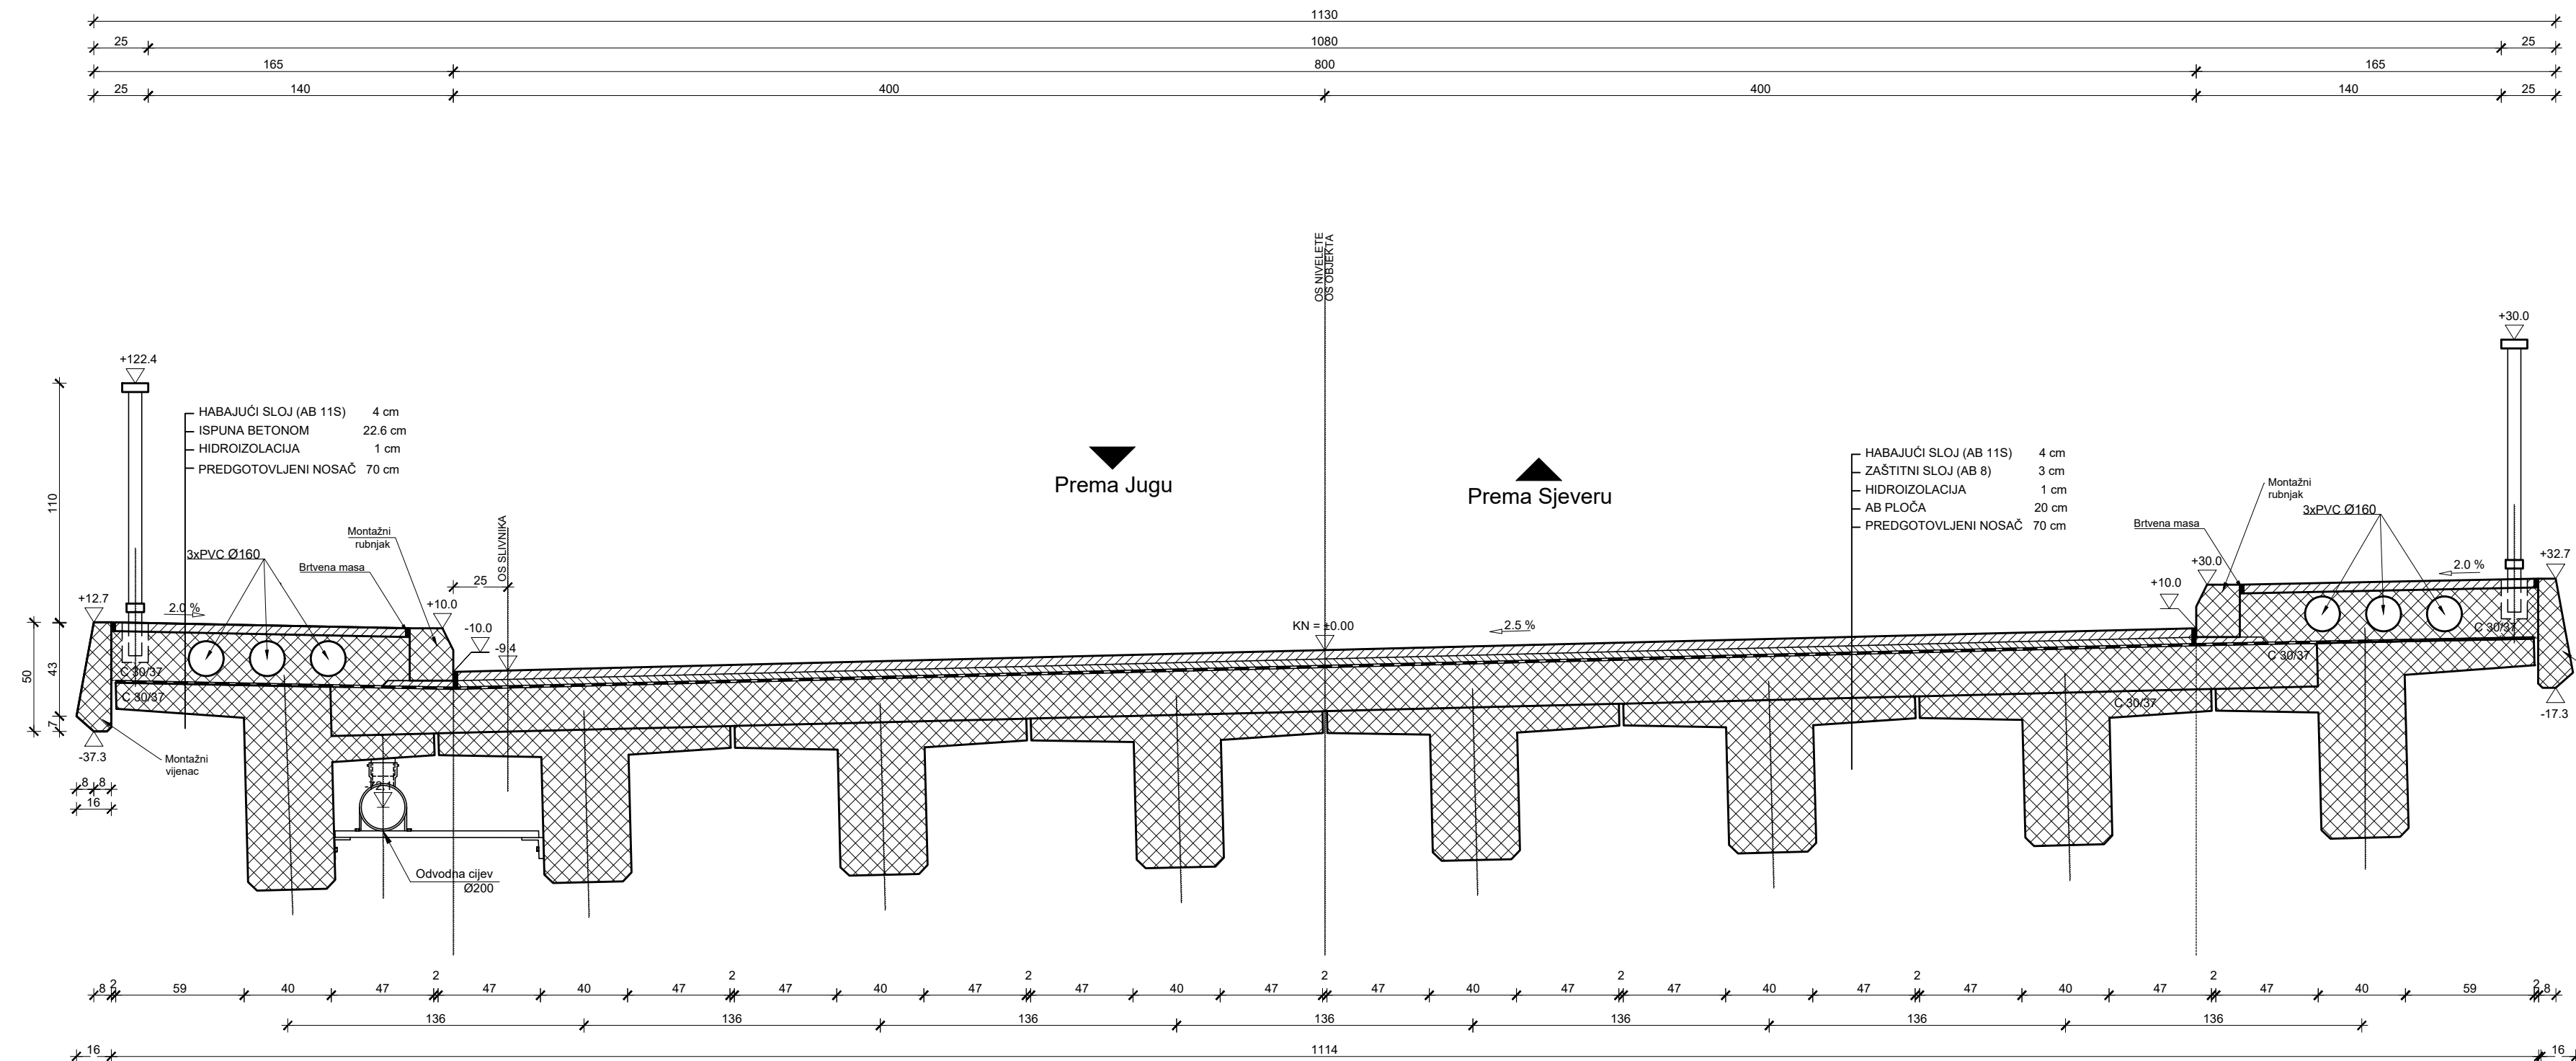 1130
25 1080 25
165 800 165
25 140 400 400 140 25
OS NIVELETE
OS OBJEKTA
+30.0
+122.4
HABAJUĆI SLOJ (AB 11S) 4 cm
ISPUNA BETONOM 22.6 cm
HIDROIZOLACIJA 1 cm
PREDGOTOVLJENI NOSAČ 70 cm
Prema Jugu
Prema Sjeveru
HABAJUĆI SLOJ (AB 11S) 4 cm
ZAŠTITNI SLOJ (AB 8) 3 cm
HIDROIZOLACIJA 1 cm
AB PLOČA 20 cm
PREDGOTOVLJENI NOSAČ 70 cm
Montažni
rubnjak
3xPVC Ø160
Brtvena masa
110
Montažni
rubnjak
OS SLIVNIKA
3xPVC Ø160
Brtvena masa
25
+30.0
+32.7
2.0 %
+10.0
+12.7
2.0 %
+10.0
-10.0
-9.4
KN = ±0.00
2.5 %
C 30/37
C 30/37
50
43
7
C 30/37
C 30/37
C 30/37
-17.3
-37.3
Montažni
vijenac
8 8
16
-72.1
Odvodna cijev
Ø200
2 2 2 2 2 2 2
8 2 59 40 47 47 40 47 47 40 47 47 40 47 47 40 47 47 40 47 47 40 47 47 40 59 2 8
136 136 136 136 136 136 136
16 1114 16